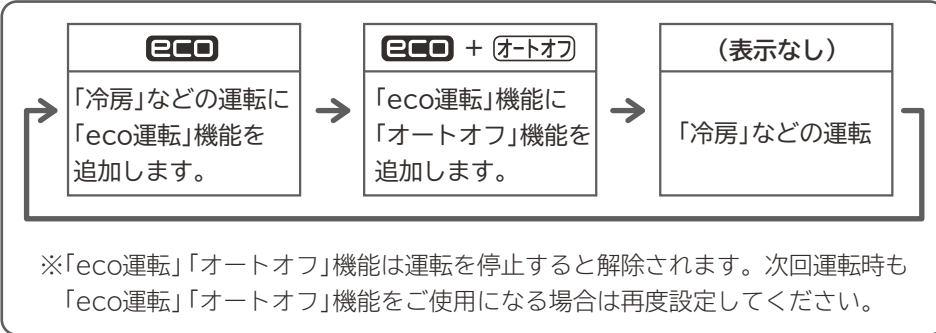 eco
「冷房」などの運転に
「eco運転」機能を
追加します。
eco + オートオフ
「eco運転」機能に
「オートオフ」機能を
追加します。
(表示なし)
「冷房」などの運転
※「eco運転」「オートオフ」機能は運転を停止すると解除されます。次回運転時も
「eco運転」「オートオフ」機能をご使用になる場合は再度設定してください。